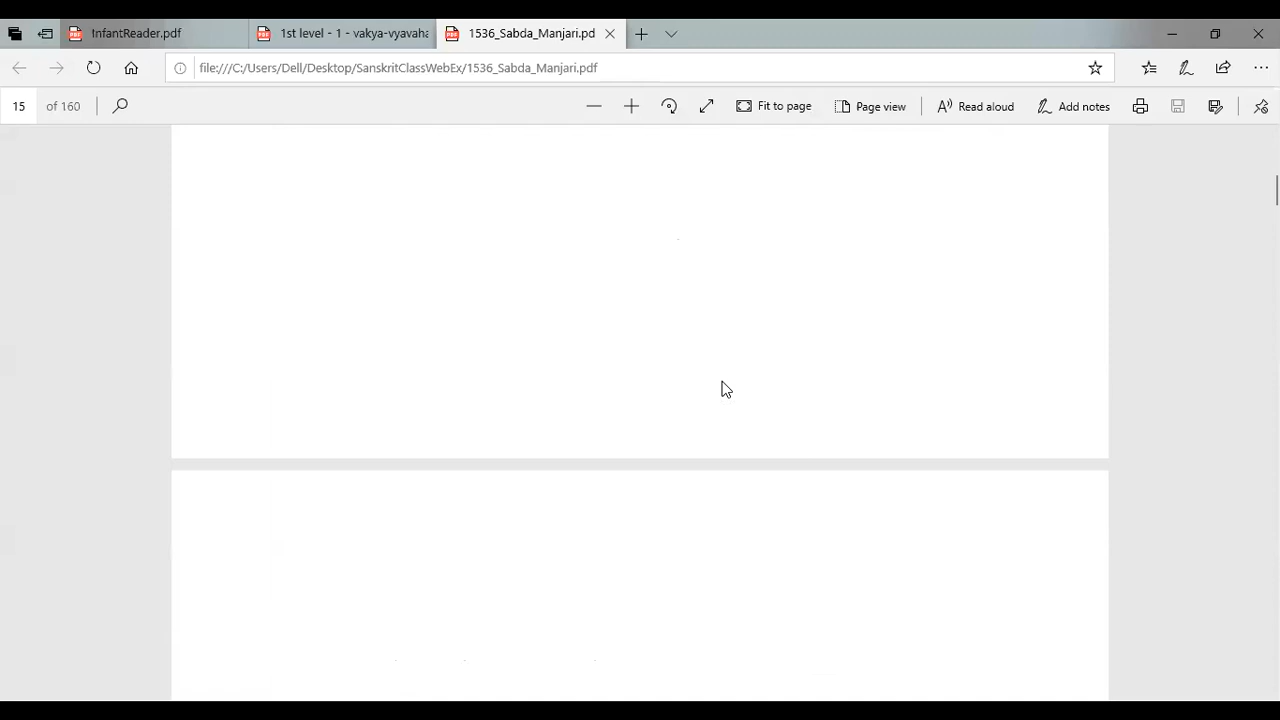 InfantReader.pdf
1st level - 1 - vakya-vyavaha
1536_Sabda_Manjari.pd
file:///C:/Users/Dell/Desktop/SanskritClassWebEx/1536_Sabda_Manjari.pdf
15 of 160
Fit to page
Page view
Read aloud
Add notes